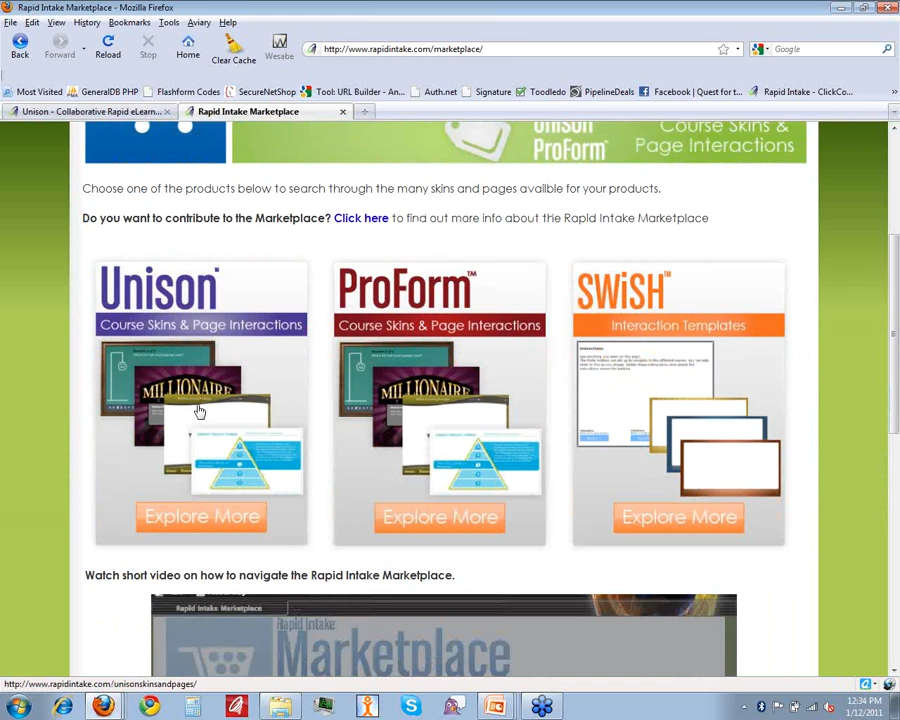 Rapid Intake Marketplace - Mozilla Firefox
File Edit View History Bookmarks Tools Aviary Help
Back Forward Reload Stop Home Clear Cache Wesabe
http://www.rapidintake.com/marketplace/
Google
Most Visited GeneralDB PHP Flashform Codes SecureNetShop Tool: URL Builder - An... Auth.net Signature Toodledo PipelineDeals Facebook | Quest for t... Rapid Intake - ClickCo...
Unison - Collaborative Rapid eLearn...
Rapid Intake Marketplace
Unison
ProForm™
Course Skins &
Page Interactions
Choose one of the products below to search through the many skins and pages availble for your products.
Do you want to contribute to the Marketplace? Click here to find out more info about the Rapid Intake Marketplace
Unison
Course Skins & Page Interactions
MILLIONAIRE
Explore More
ProForm™
Course Skins & Page Interactions
MILLIONAIRE
Explore More
SWiSH™
Interaction Templates
Explore More
Watch short video on how to navigate the Rapid Intake Marketplace.
Rapid Intake Marketplace
Rapid Intake
Marketplace
http://www.rapidintake.com/unisonskinsandpages/
12:34 PM
1/12/2011